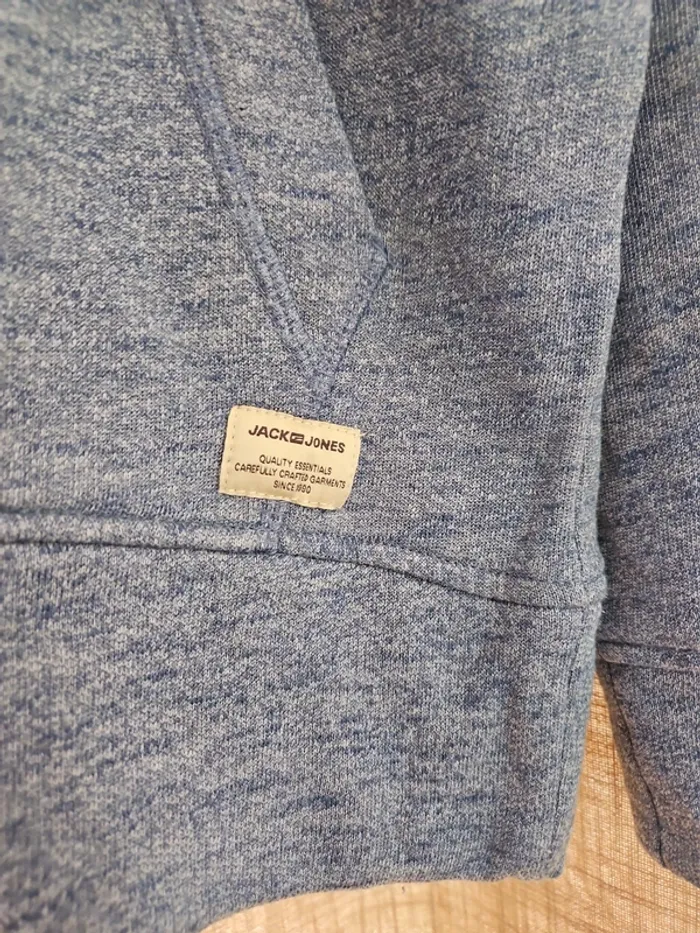 JACK JONES
QUALITY ESSENTIALS
CAREFULLY CRAFTED GARMENTS
SINCE 1990